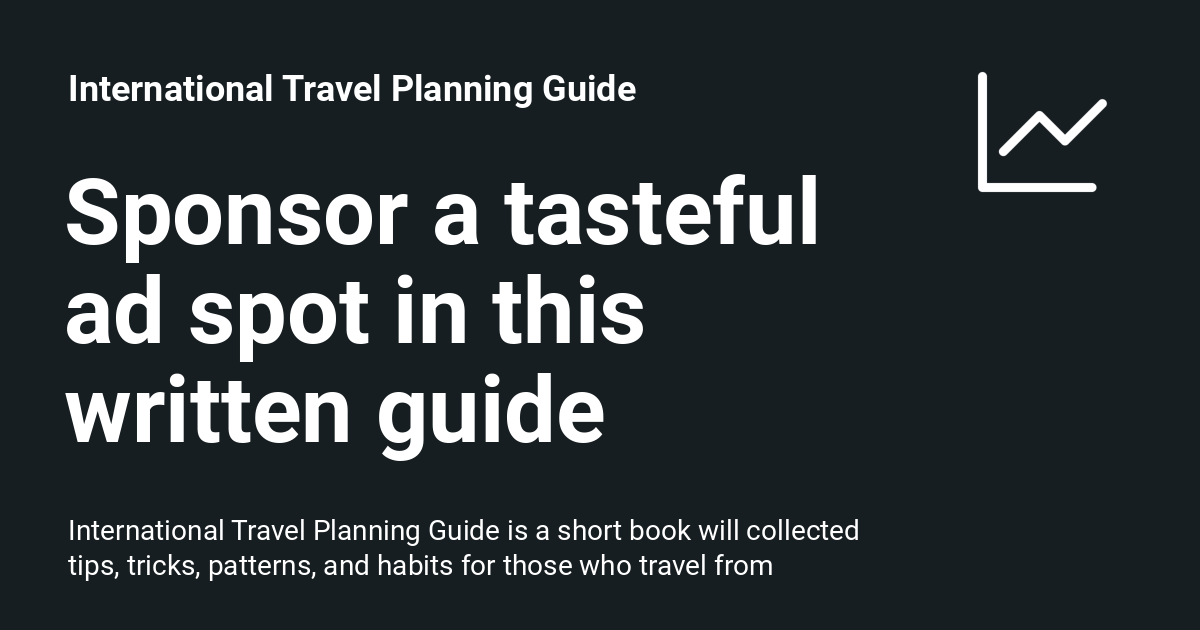 International Travel Planning Guide
Sponsor a tasteful
ad spot in this
written guide
International Travel Planning Guide is a short book will collected
tips, tricks, patterns, and habits for those who travel from